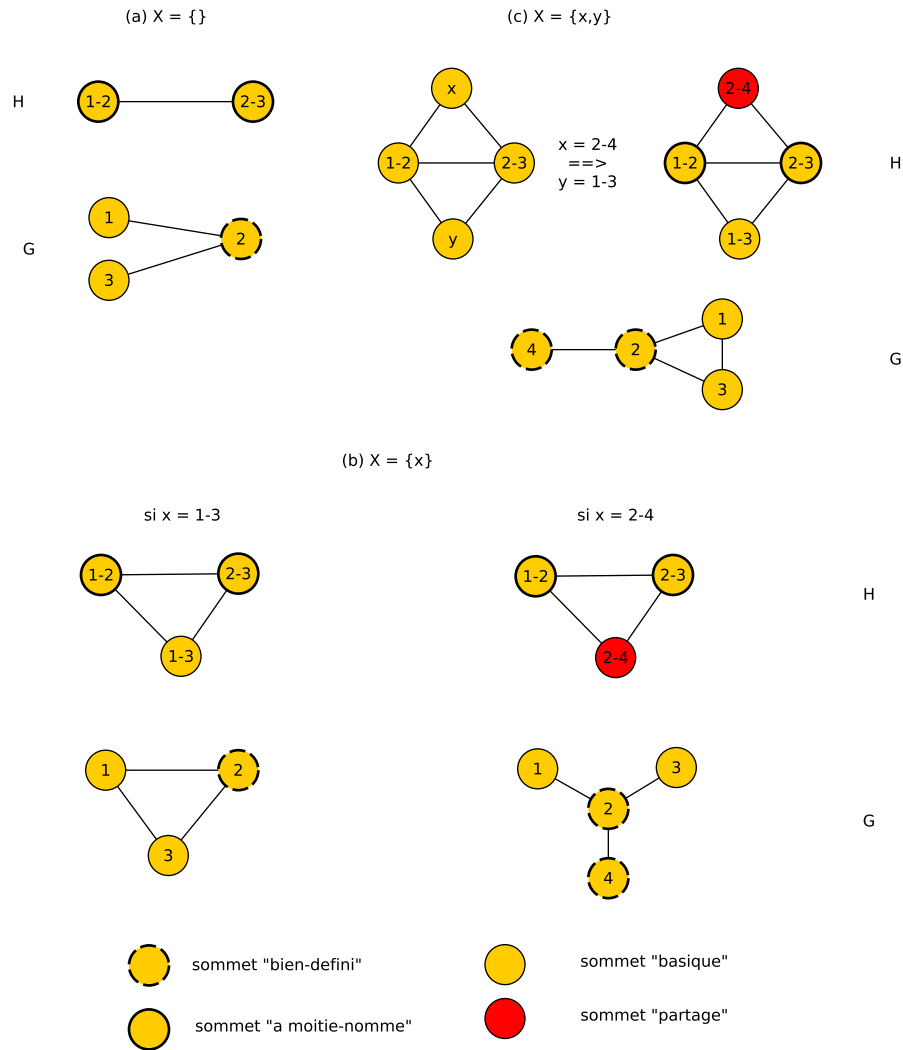 (a) X = {}
(c) X = {x,y}
H
1-2
2-3
G
1
2
3
x
1-2
2-3
y
x = 2-4
==>
y = 1-3
2-4
1-2
2-3
1-3
H
4
2
1
3
G
(b) X = {x}
si x = 1-3
si x = 2-4
1-2
2-3
1-3
1-2
2-3
2-4
H
1
2
3
1
3
2
4
G
sommet "bien-defini"
sommet "basique"
sommet "a moitie-nomme"
sommet "partage"